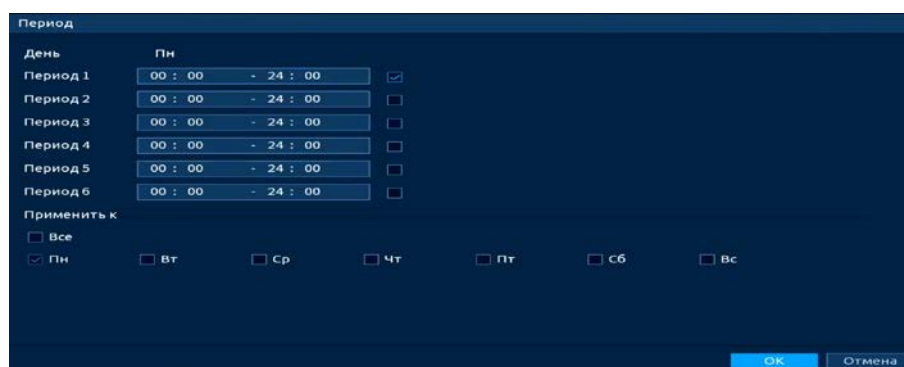 Период
День Пн
Период 1 00 : 00 - 24 : 00
Период 2 00 : 00 - 24 : 00
Период 3 00 : 00 - 24 : 00
Период 4 00 : 00 - 24 : 00
Период 5 00 : 00 - 24 : 00
Период 6 00 : 00 - 24 : 00
Применить к
Все
Пн Вт Ср Чт Пт Сб Вс
OK Отмена